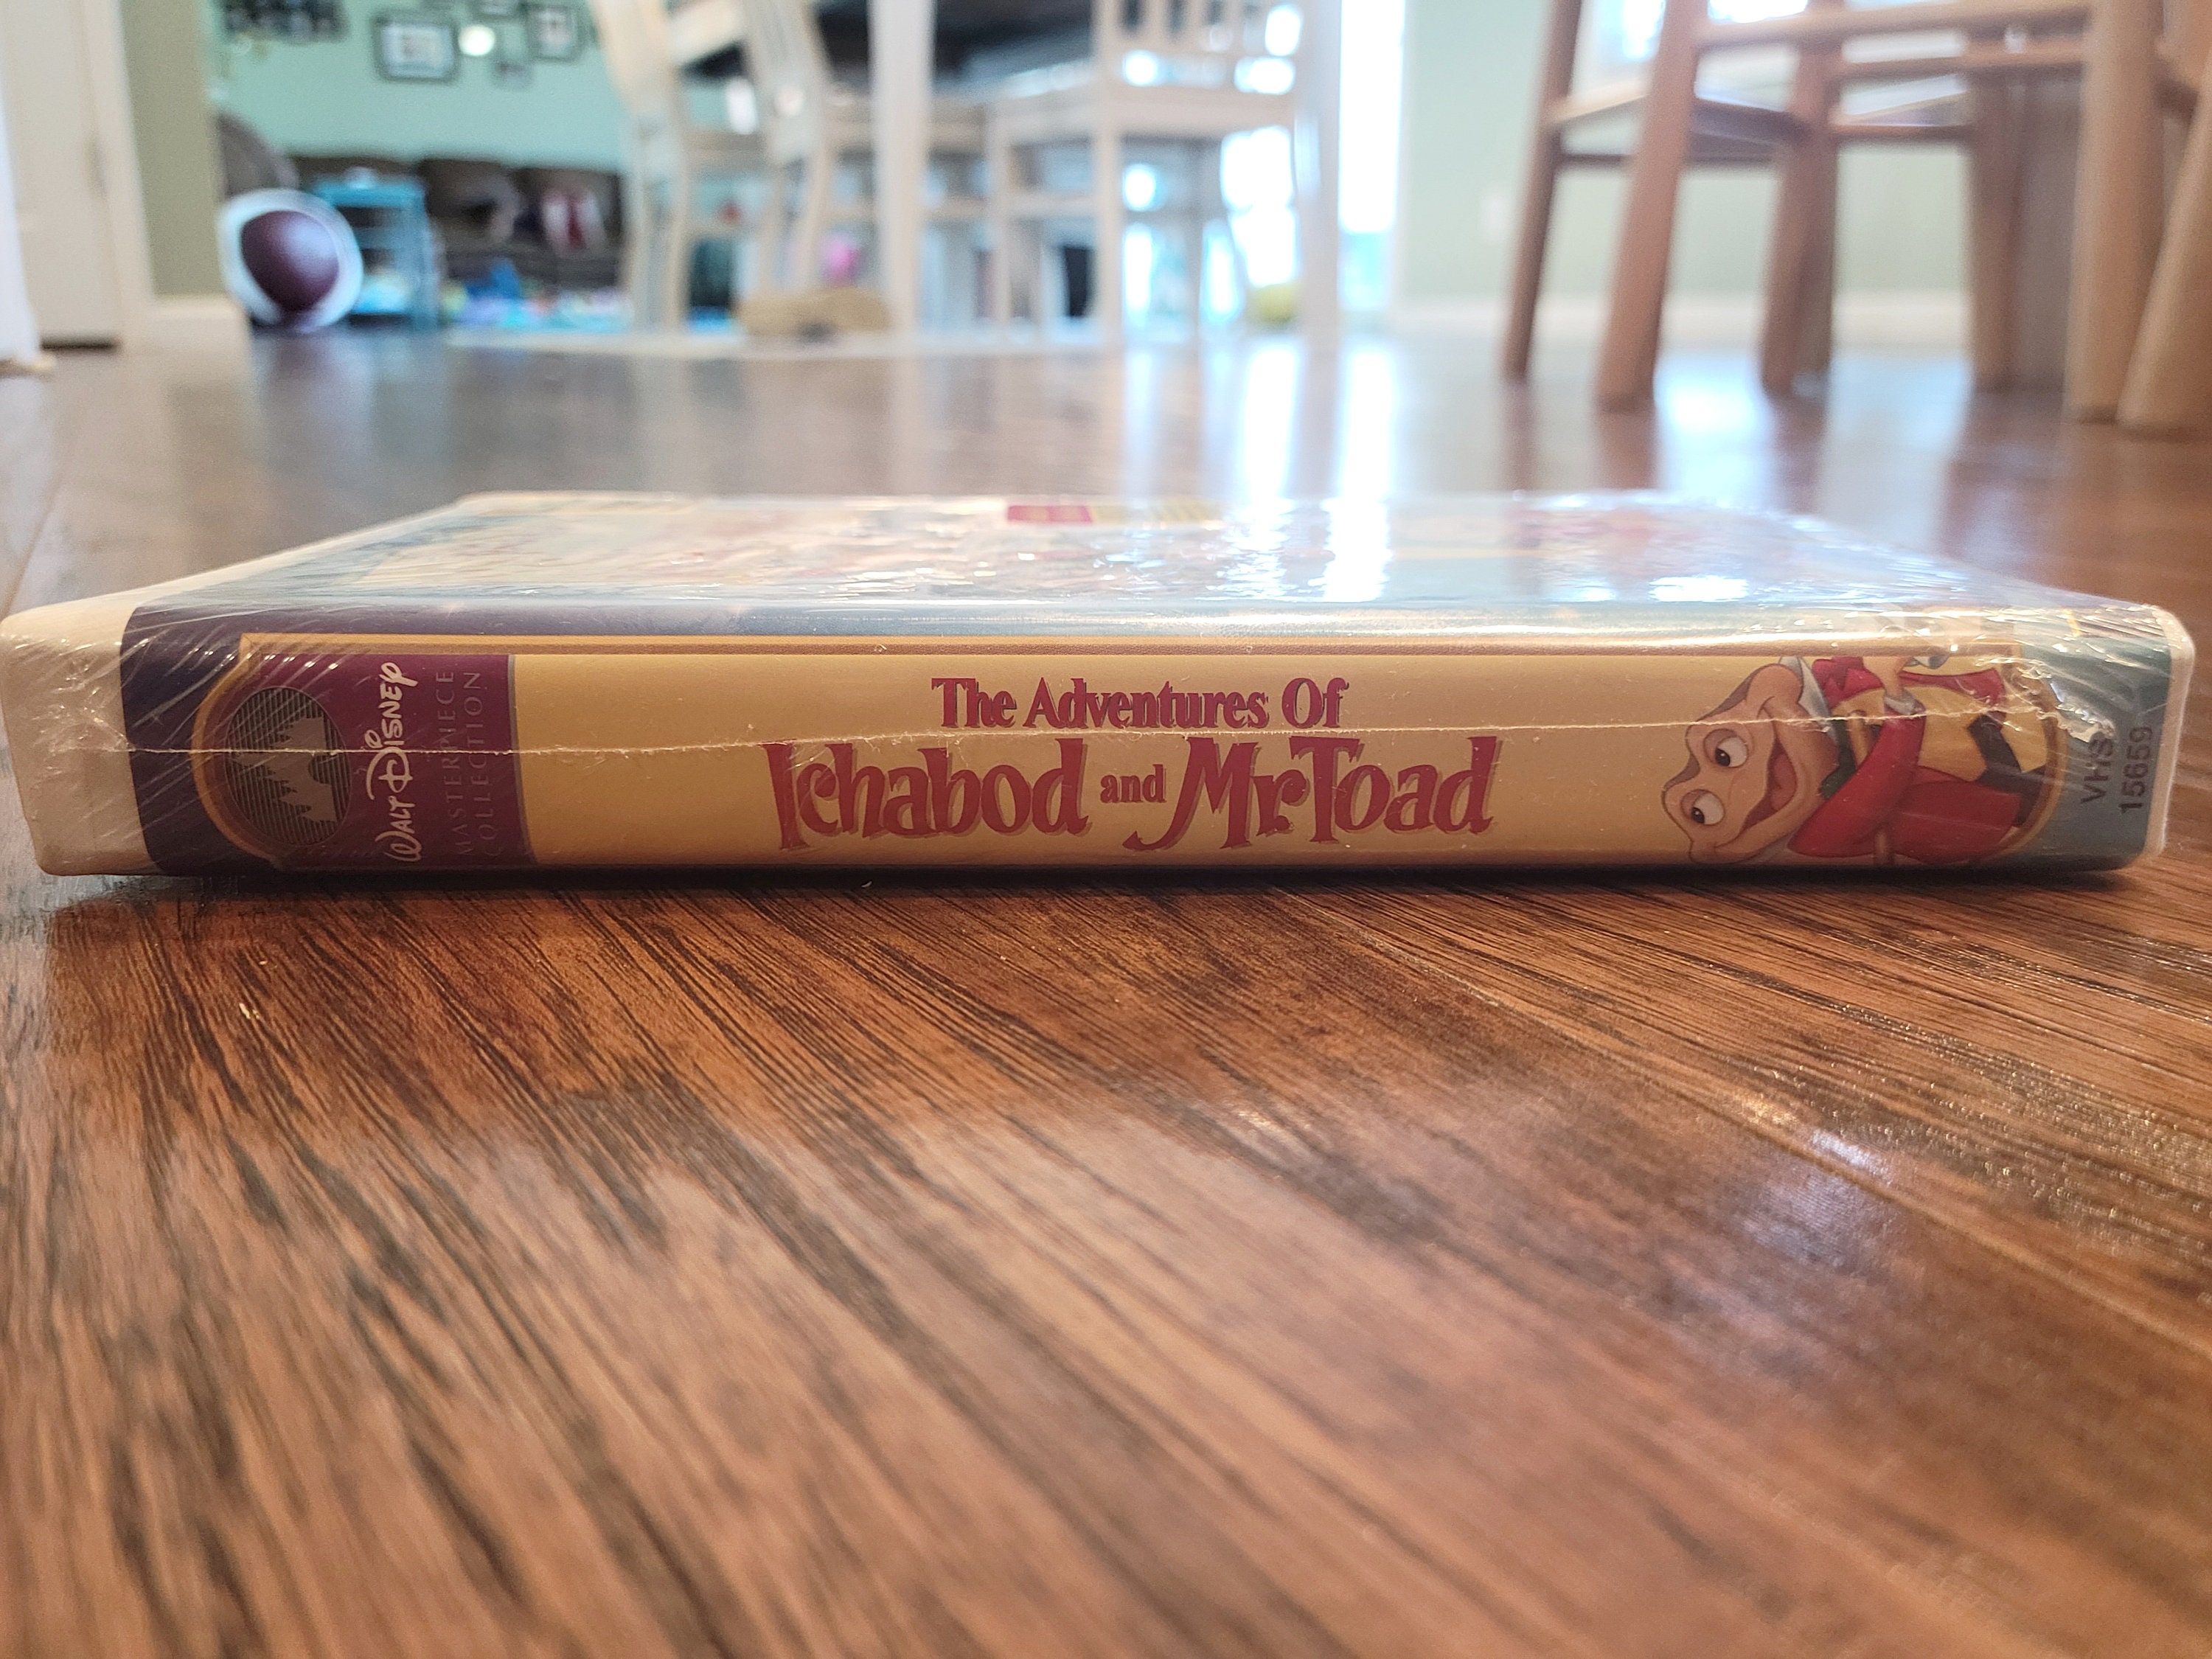 WALT DISNEY
MASTERPIECE
COLLECTION
The Adventures Of
Ichabod and Mr Toad
VHS
15659